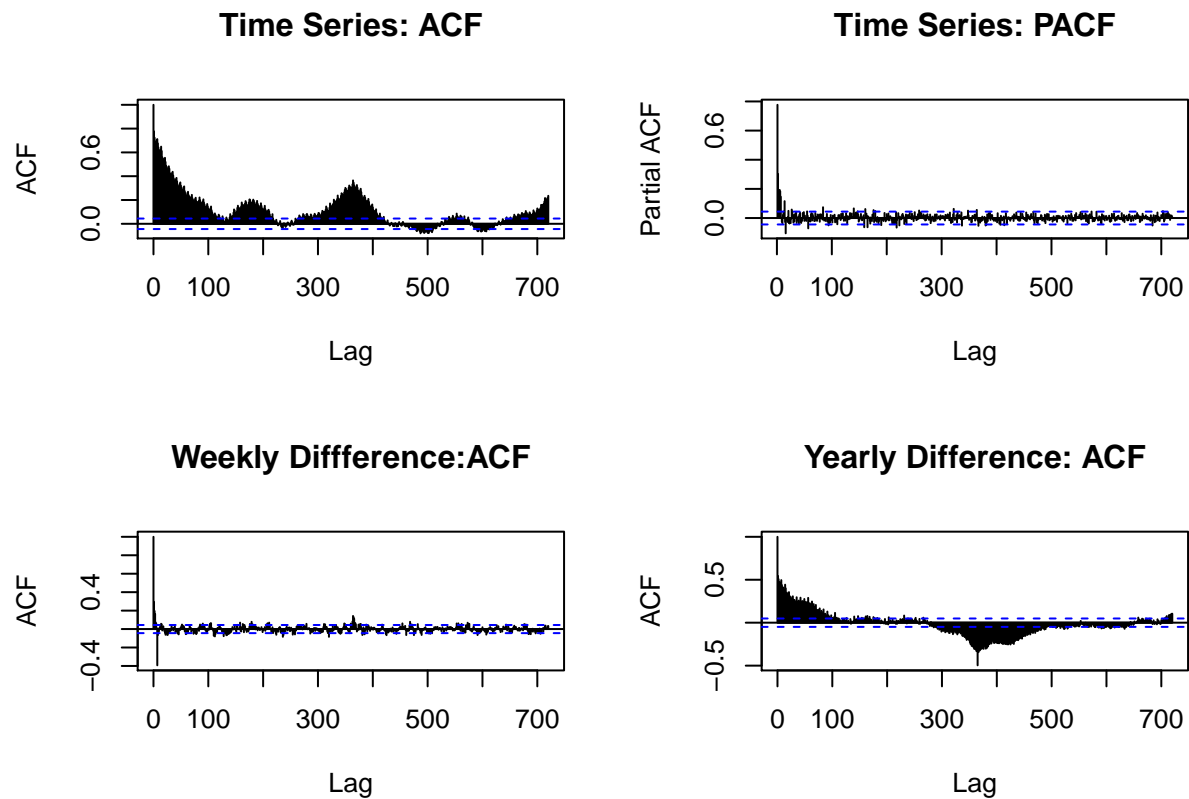 Time Series: ACF
ACF
0.0 0.6
0 100 300 500 700
Lag
Time Series: PACF
Partial ACF
0.0 0.6
0 100 300 500 700
Lag
Weekly Diffference:ACF
ACF
−0.4 0.4
0 100 300 500 700
Lag
Yearly Difference: ACF
ACF
−0.5 0.5
0 100 300 500 700
Lag